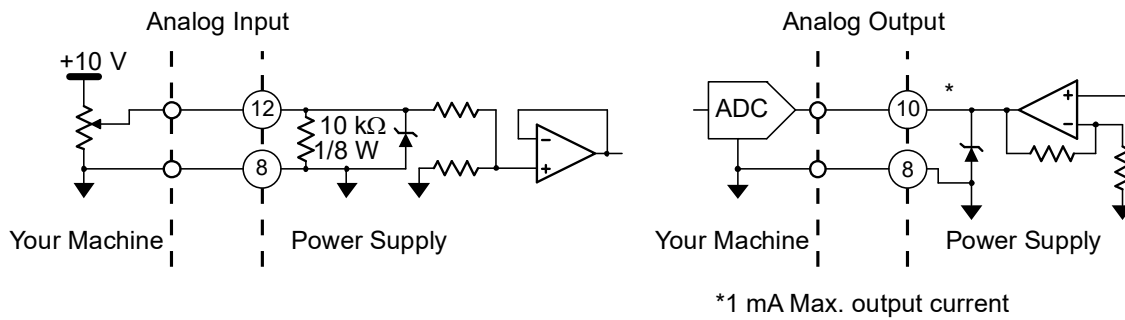 Analog Input
+10 V
12
10 kΩ
1/8 W
8
-
+
Your Machine
Power Supply
Analog Output
ADC
10
*
+
-
8
Your Machine
Power Supply
*1 mA Max. output current